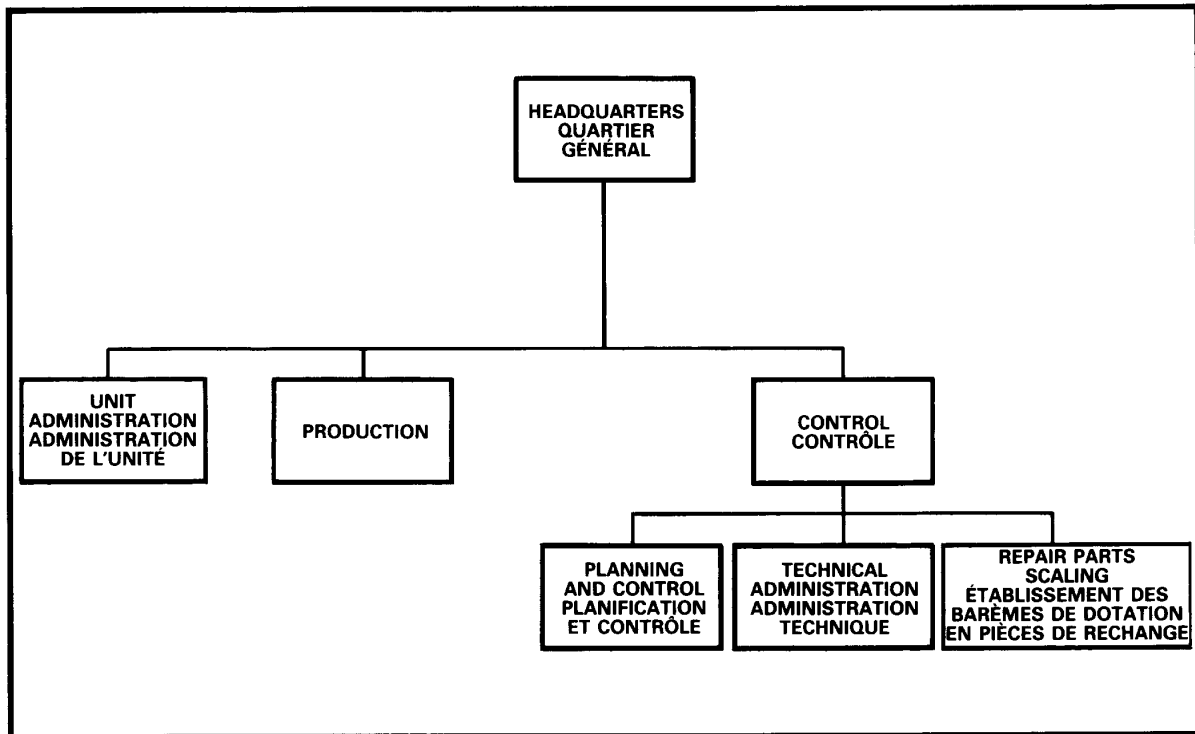 HEADQUARTERS
QUARTIER
GÉNÉRAL
UNIT
ADMINISTRATION
ADMINISTRATION
DE L'UNITÉ
PRODUCTION
CONTROL
CONTRÔLE
PLANNING
AND CONTROL
PLANIFICATION
ET CONTRÔLE
TECHNICAL
ADMINISTRATION
ADMINISTRATION
TECHNIQUE
REPAIR PARTS
SCALING
ÉTABLISSEMENT DES
BARÈMES DE DOTATION
EN PIÈCES DE RECHANGE